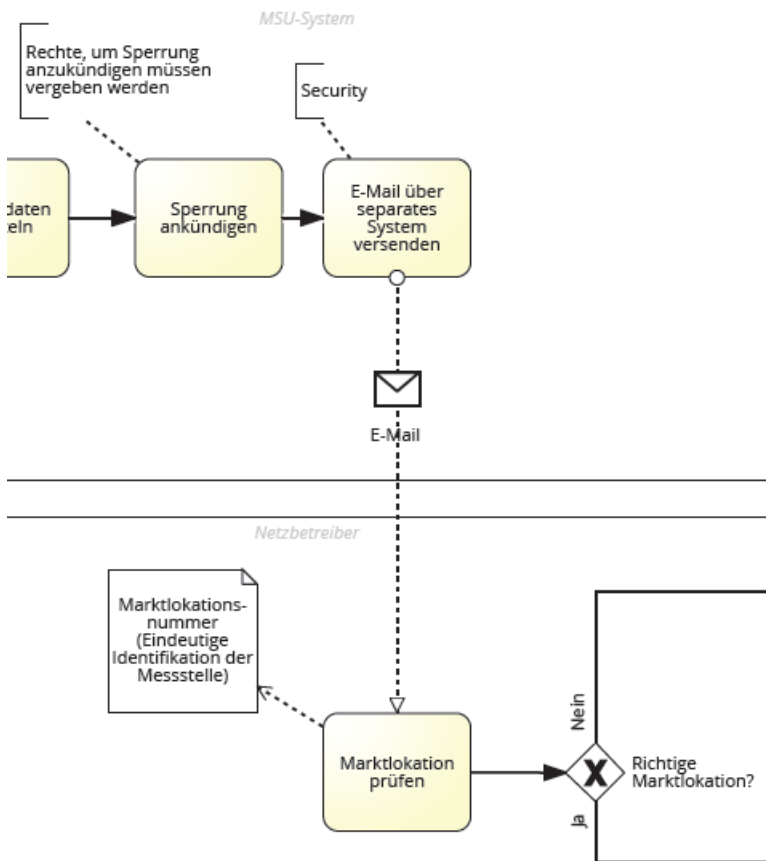 MSU-System
Rechte, um Sperrung
anzukündigen müssen
vergeben werden
Security
daten
eln
Sperrung
ankündigen
E-Mail über
separates
System
versenden
E-Mail
Netzbetreiber
Marktlokations-
nummer
(Eindeutige
Identifikation der
Messstelle)
Marktlokation
prüfen
Nein
Richtige
Marktlokation?
Ja